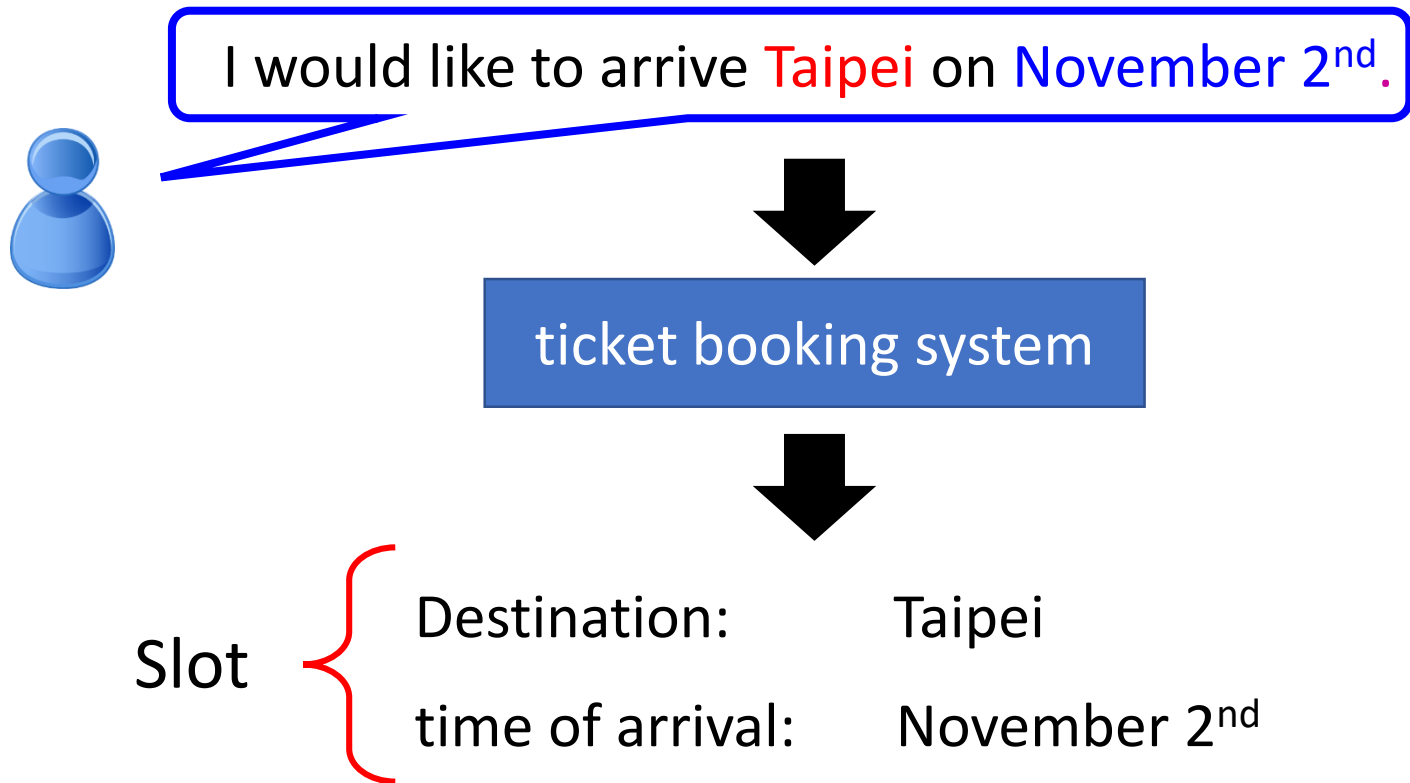 I would like to arrive Taipei on November 2nd.
ticket booking system
Slot
Destination: Taipei
time of arrival: November 2nd